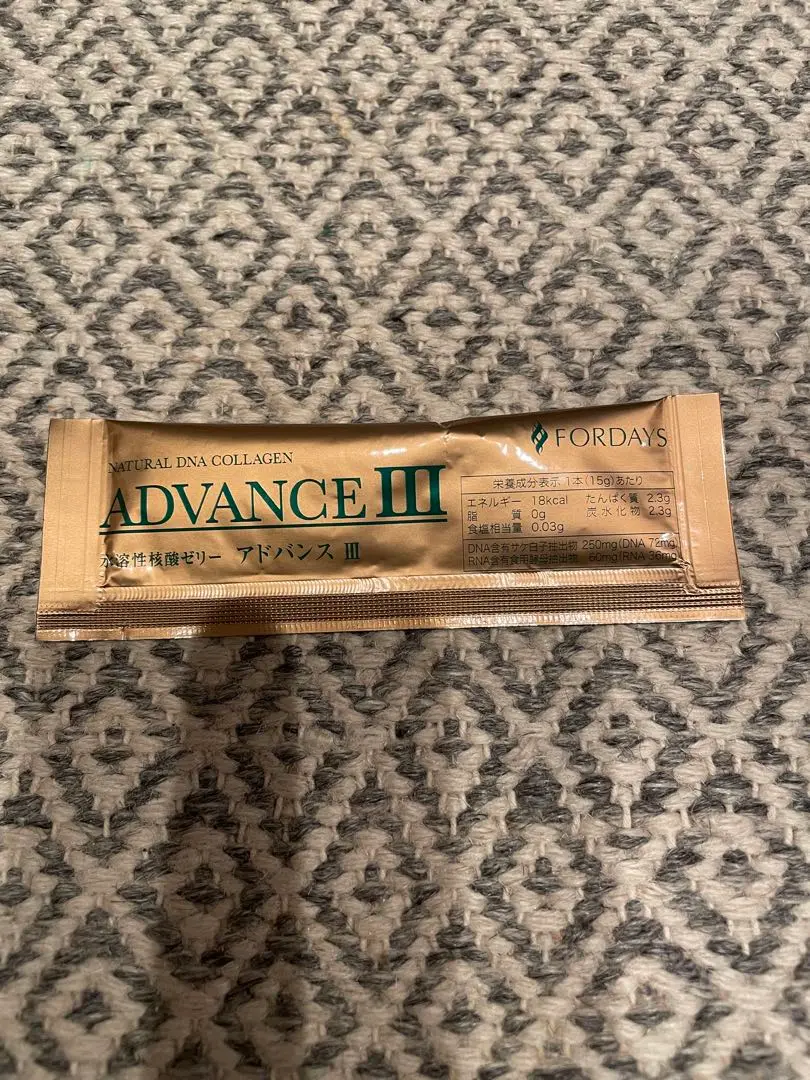 NATURAL DNA COLLAGEN
ADVANCE III
水溶性核酸ゼリー アドバンス III
FORDAYS
栄養成分表示 1本(15g)あたり
エネルギー 18kcal たんぱく質 2.3g
脂 質 0g 炭水化物 2.3g
食塩相当量 0.03g
DNA含有サケ白子抽出物 250mg(DNA 72mg
RNA含有食用酵母抽出物 60mg(RNA 36mg